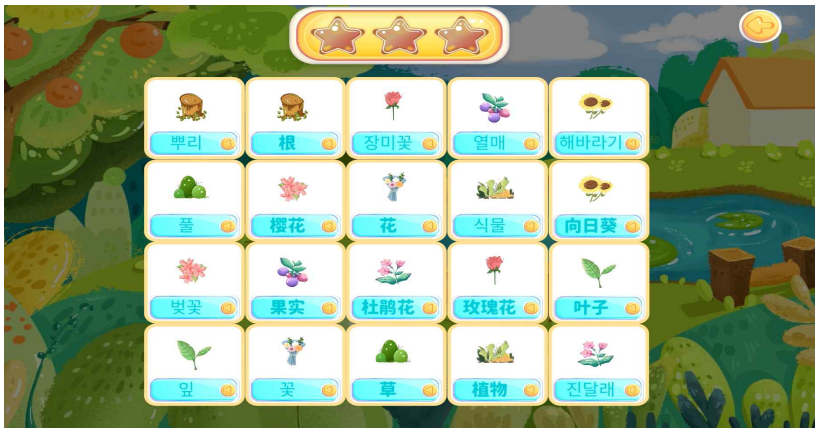 뿌리 根 장미꽃 열매 해바라기
풀 樱花 花 식물 向日葵
벚꽃 果实 杜鹃花 玫瑰花 叶子
잎 꽃 草 植物 진달래